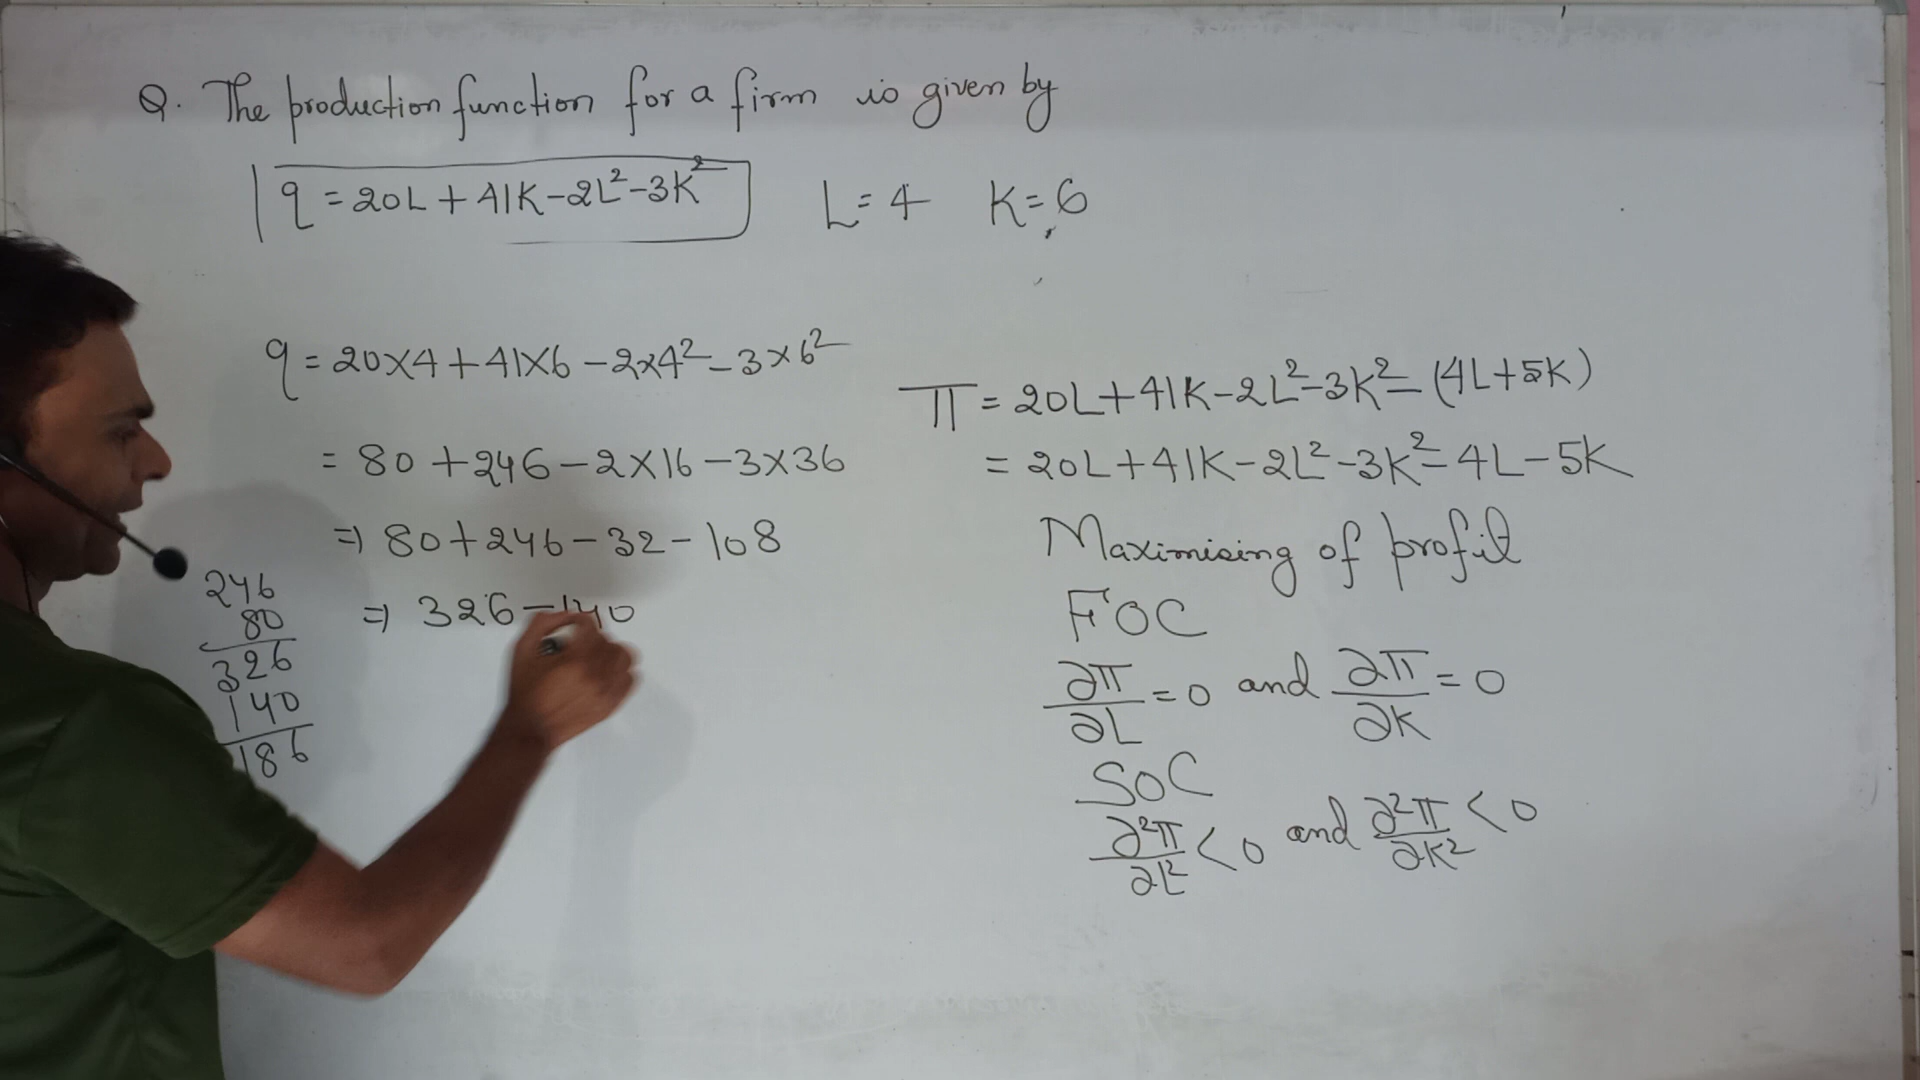 Q. The production function for a firm is given by
q = 20L + 41K - 2L² - 3K² L = 4 K = 6
q = 20×4 + 41×6 - 2×4² - 3×6²
= 80 + 246 - 2×16 - 3×36
⇒ 80 + 246 - 32 - 108
⇒ 326 - 140
246
80
326
140
186
π = 20L + 41K - 2L² - 3K² - (4L + 5K)
= 20L + 41K - 2L² - 3K² - 4L - 5K
Maximising of profit
FOC
∂π/∂L = 0 and ∂π/∂K = 0
SOC
∂²π/∂L² < 0 and ∂²π/∂K² < 0